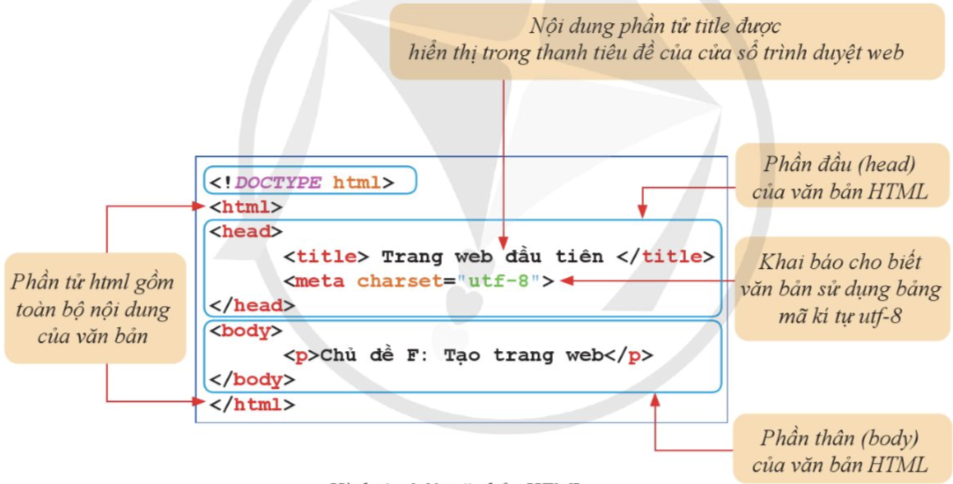 Nội dung phần tử title được
hiển thị trong thanh tiêu đề của cửa sổ trình duyệt web
Phần đầu (head)
của văn bản HTML
<!DOCTYPE html>
<html>
<head>
<title> Trang web đầu tiên </title>
<meta charset="utf-8">
</head>
<body>
<p>Chủ đề F: Tạo trang web</p>
</body>
</html>
Phần tử html gồm
toàn bộ nội dung
của văn bản
Khai báo cho biết
văn bản sử dụng bảng
mã kí tự utf-8
Phần thân (body)
của văn bản HTML